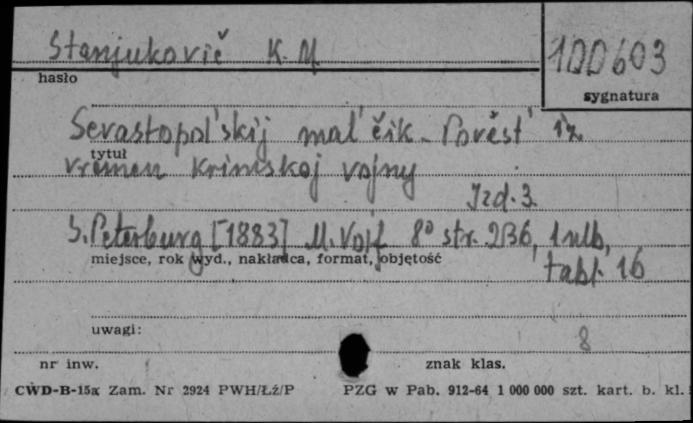 Stanjukovič K. M.
100603
hasło
sygnatura
Sevastopol'skij mal'čik. Pověst' iz
tytuł
vremen Krimskoj vojny
Izd. 3.
S. Peterburg [1883] M. Volf 8° str. 236, 1 nlb,
miejsce, rok wyd., nakładca, format, objętość
tabl. 16
uwagi:
8
nr inw.
znak klas.
CWD-B-15a Zam. Nr 2924 PWH/Łż/P PZG w Pab. 912-64 1 000 000 szt. kart. b. kl.